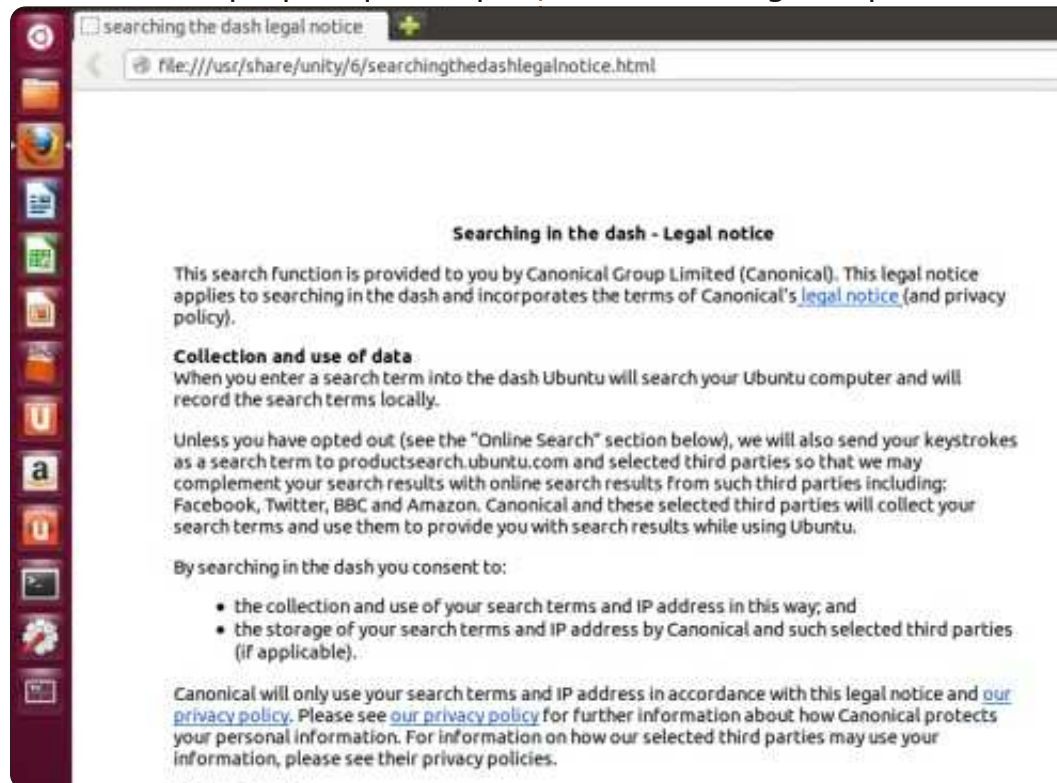 searching the dash legal notice
file:///usr/share/unity/6/searchingthedashlegalnotice.html
Searching in the dash - Legal notice
This search function is provided to you by Canonical Group Limited (Canonical). This legal notice
applies to searching in the dash and incorporates the terms of Canonical's legal notice (and privacy
policy).
Collection and use of data
When you enter a search term into the dash Ubuntu will search your Ubuntu computer and will
record the search terms locally.
Unless you have opted out (see the "Online Search" section below), we will also send your keystrokes
as a search term to productsearch.ubuntu.com and selected third parties so that we may
complement your search results with online search results from such third parties including:
Facebook, Twitter, BBC and Amazon. Canonical and these selected third parties will collect your
search terms and use them to provide you with search results while using Ubuntu.
By searching in the dash you consent to:
• the collection and use of your search terms and IP address in this way; and
• the storage of your search terms and IP address by Canonical and such selected third parties
(if applicable).
Canonical will only use your search terms and IP address in accordance with this legal notice and our
privacy policy. Please see our privacy policy for further information about how Canonical protects
your personal information. For information on how our selected third parties may use your
information, please see their privacy policies.